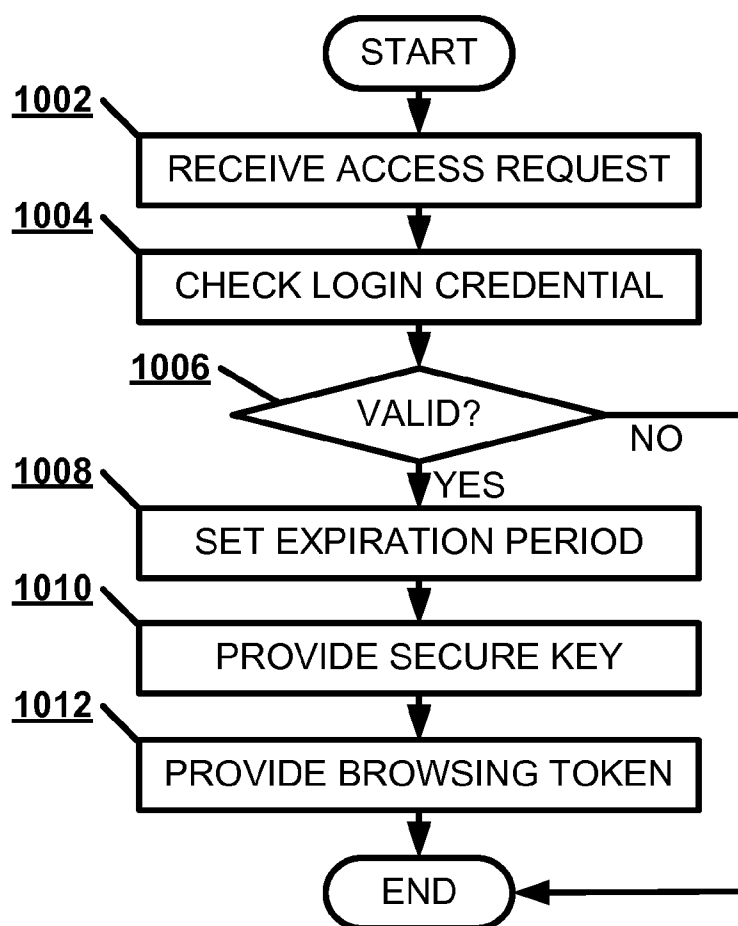 START
1002
RECEIVE ACCESS REQUEST
1004
CHECK LOGIN CREDENTIAL
1006
VALID?
NO
YES
1008
SET EXPIRATION PERIOD
1010
PROVIDE SECURE KEY
1012
PROVIDE BROWSING TOKEN
END